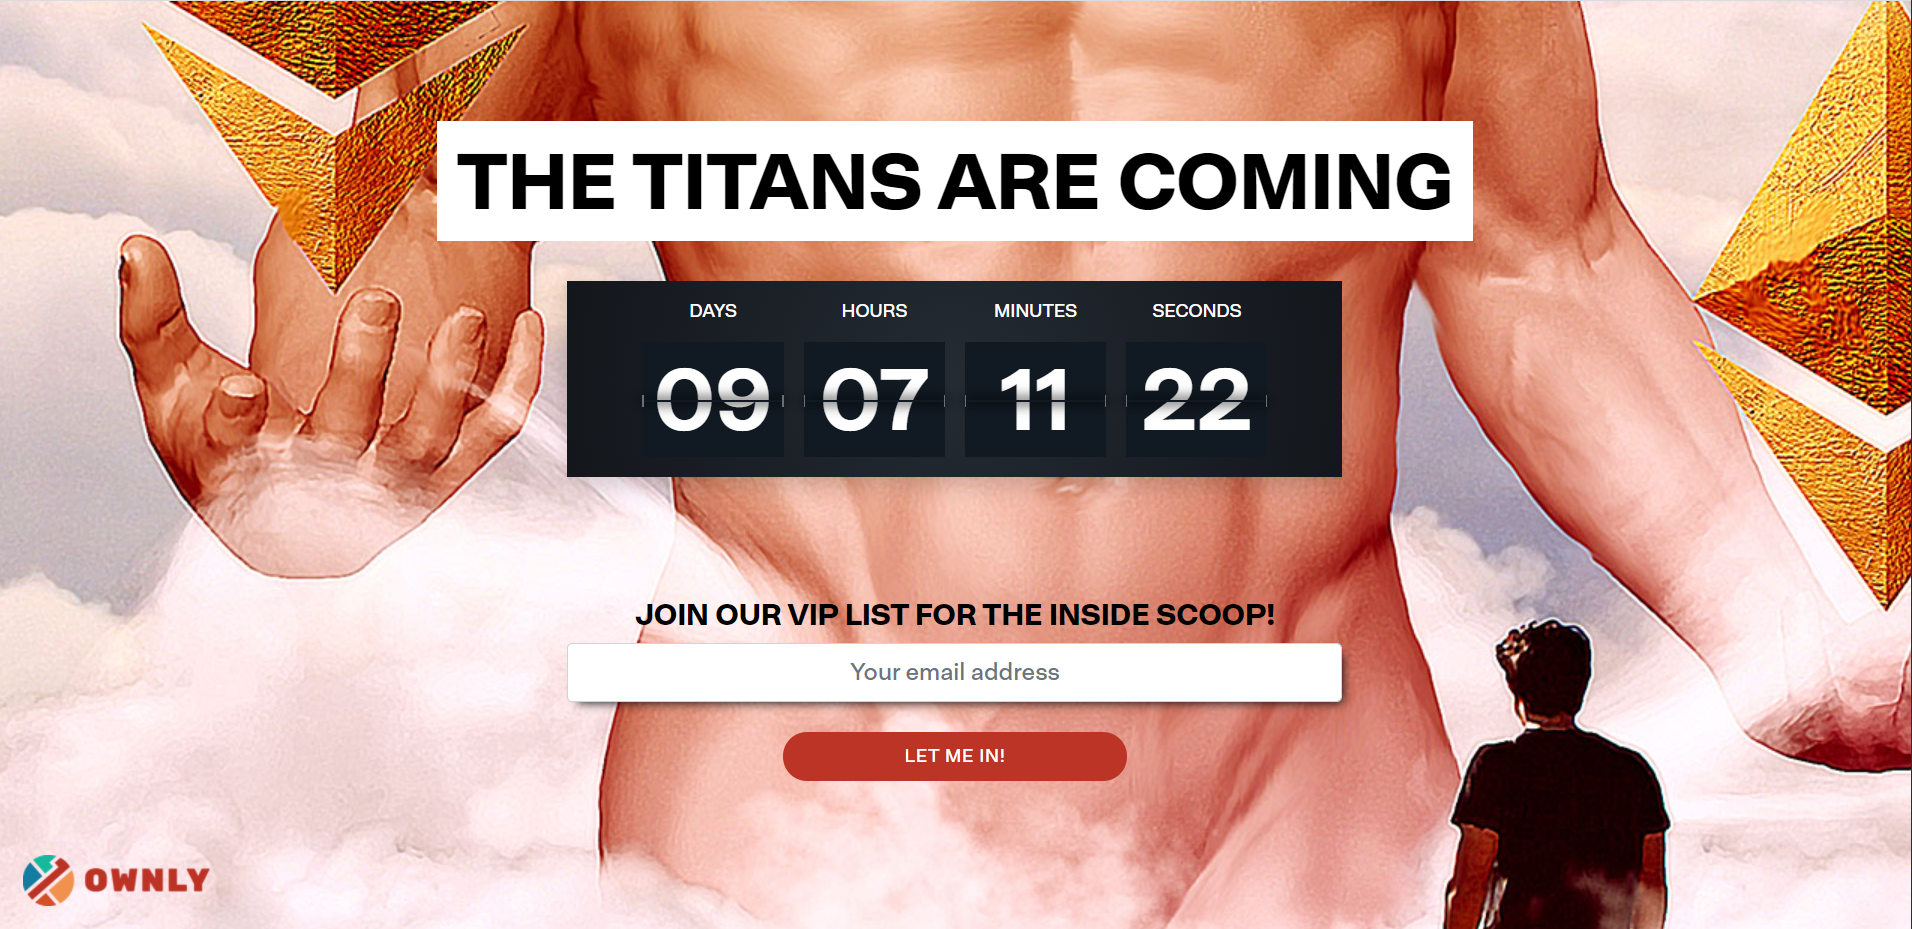 THE TITANS ARE COMING
DAYS HOURS MINUTES SECONDS
09 07 11 22
JOIN OUR VIP LIST FOR THE INSIDE SCOOP!
Your email address
LET ME IN!
OWNLY